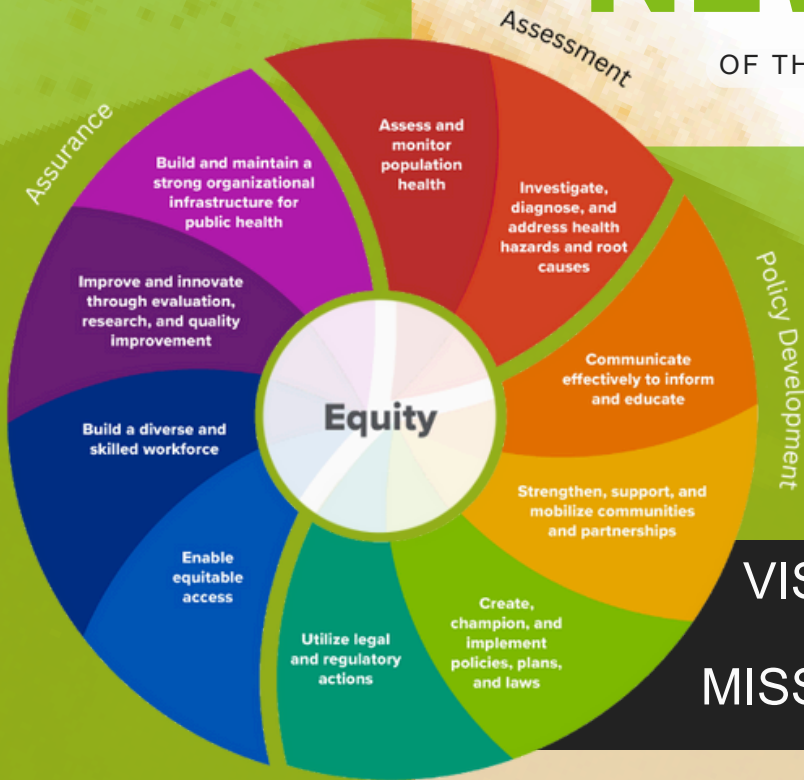 Assessment
OF TH
Assurance
Assess and
monitor
population
health
Investigate,
diagnose, and
address health
hazards and root
causes
Policy Development
Communicate
effectively to inform
and educate
Strengthen, support, and
mobilize communities
and partnerships
Create,
champion, and
implement
policies, plans,
and laws
Utilize legal
and regulatory
actions
Enable
equitable
access
Build a diverse and
skilled workforce
Improve and innovate
through evaluation,
research, and quality
improvement
Build and maintain a
strong organizational
infrastructure for
public health
Equity
VIS
MISS